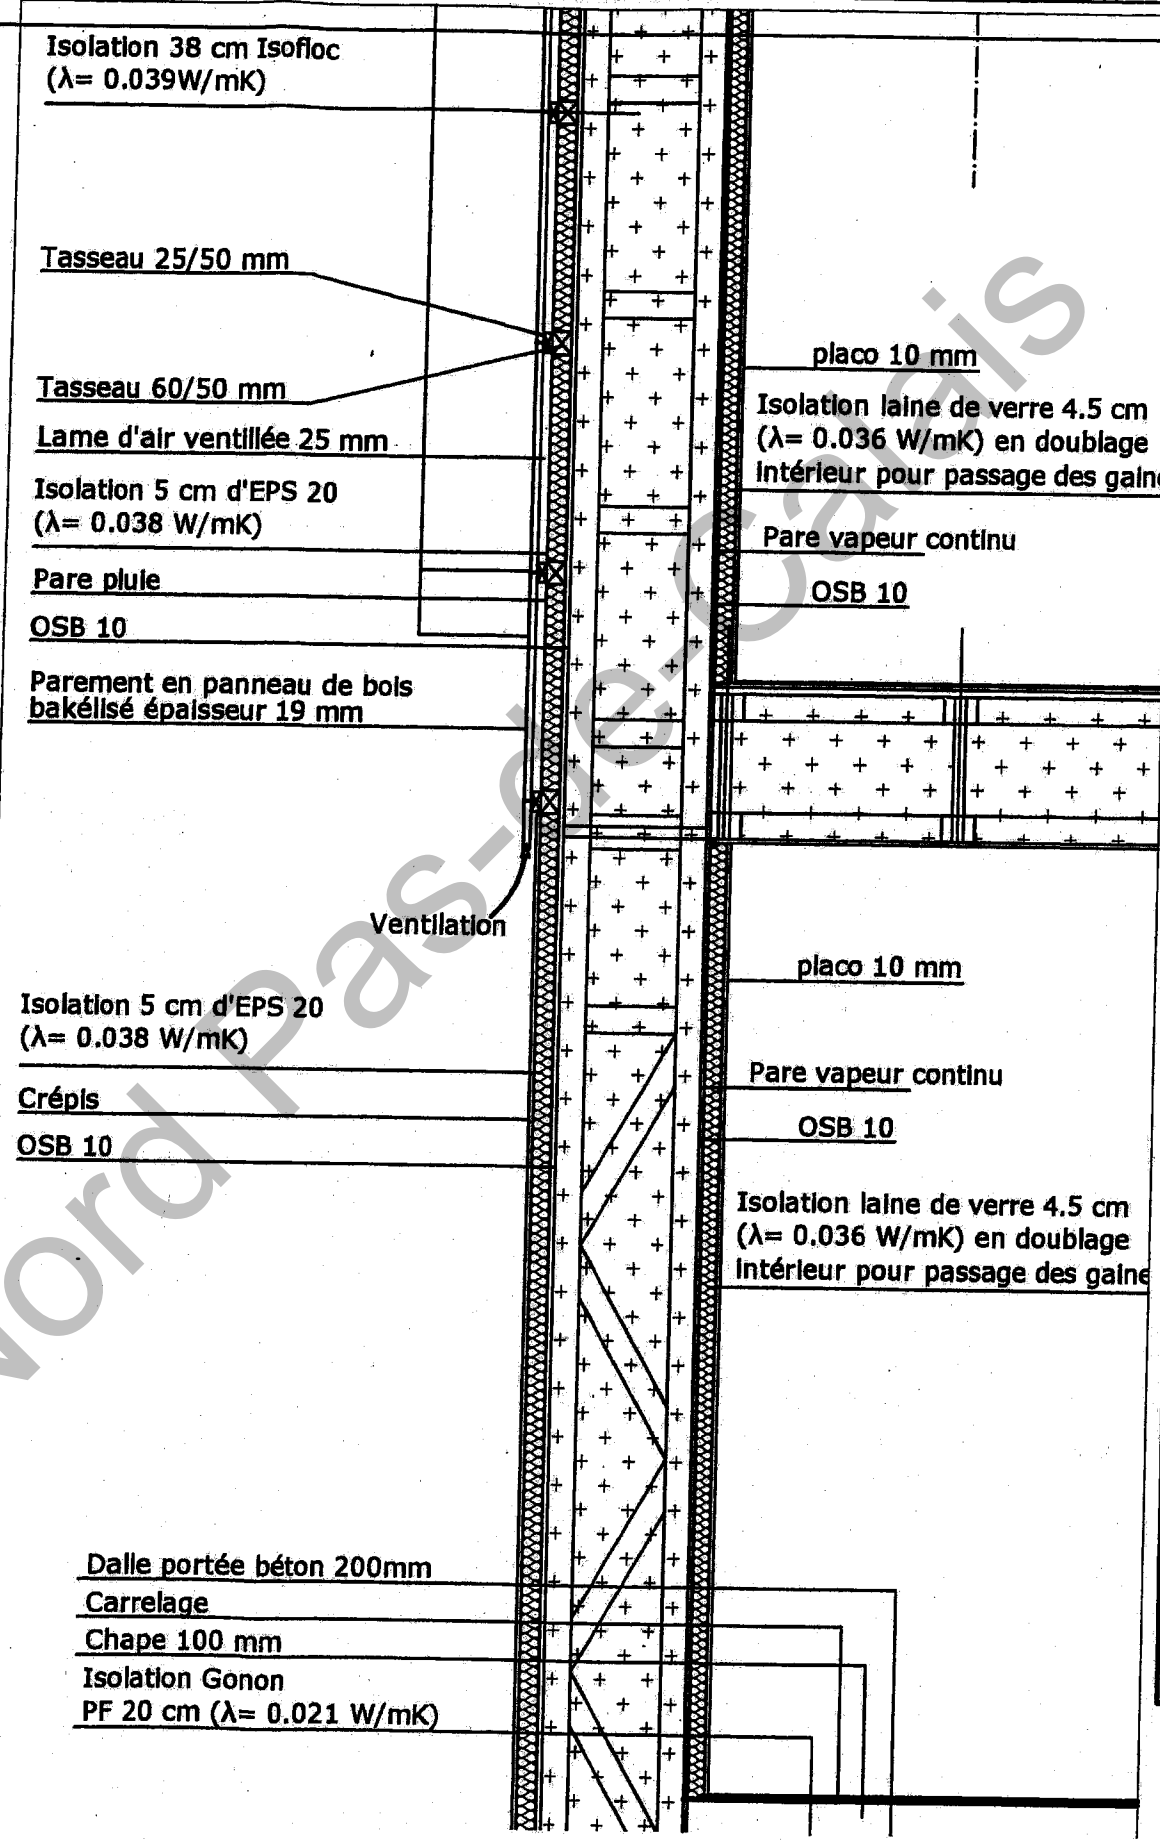 Isolation 38 cm Isofloc
(λ= 0.039W/mK)
Tasseau 25/50 mm
Tasseau 60/50 mm
Lame d'air ventillée 25 mm
Isolation 5 cm d'EPS 20
(λ= 0.038 W/mK)
Pare pluie
OSB 10
Parement en panneau de bois
bakélisé épaisseur 19 mm
Ventilation
Isolation 5 cm d'EPS 20
(λ= 0.038 W/mK)
Crépis
OSB 10
Dalle portée béton 200mm
Carrelage
Chape 100 mm
Isolation Gonon
PF 20 cm (λ= 0.021 W/mK)
placo 10 mm
Isolation laine de verre 4.5 cm
(λ= 0.036 W/mK) en doublage
intérieur pour passage des gaine
Pare vapeur continu
OSB 10
placo 10 mm
Pare vapeur continu
OSB 10
Isolation laine de verre 4.5 cm
(λ= 0.036 W/mK) en doublage
intérieur pour passage des gaine
Nord Pas-de-Calais